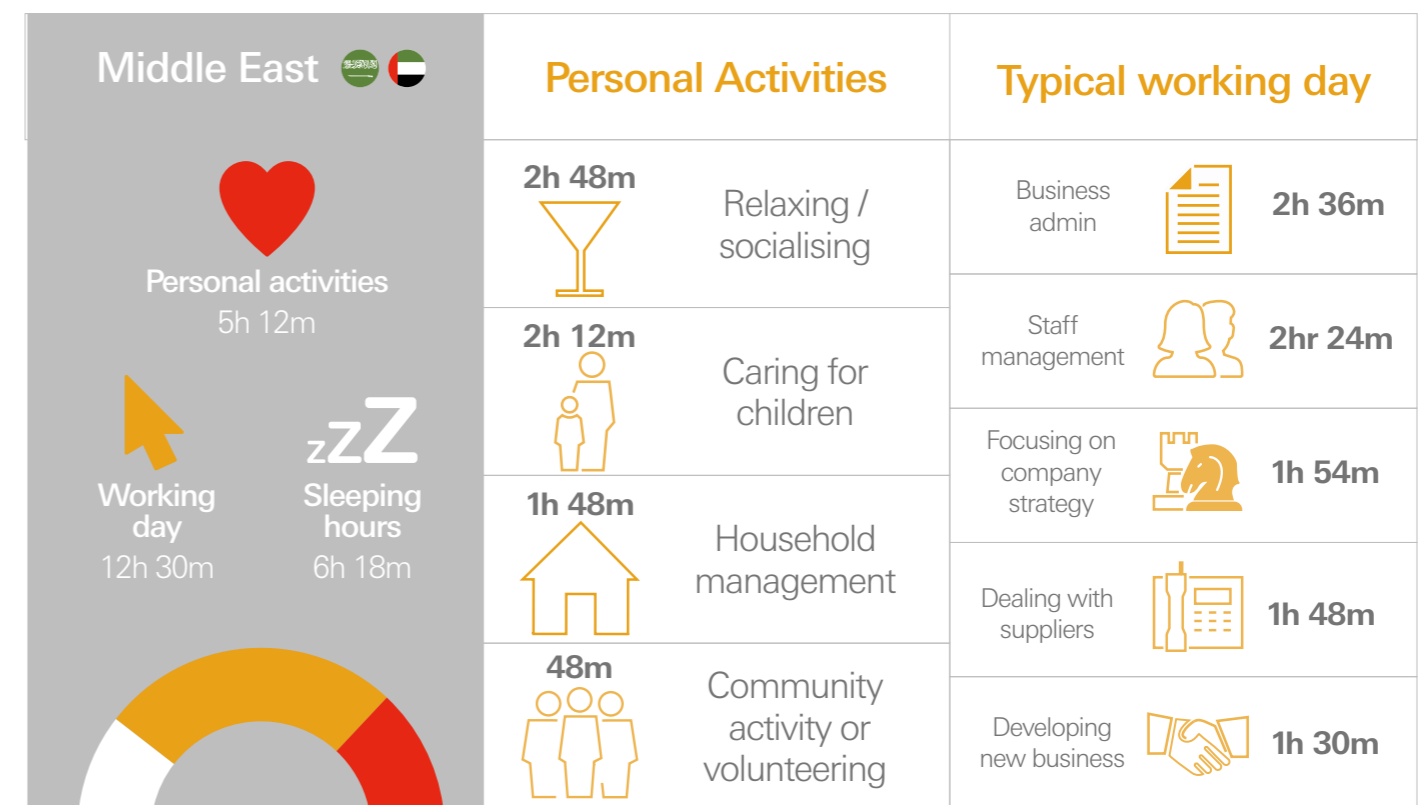 Middle East
Personal activities
5h 12m
Working
day
12h 30m
zzZ
Sleeping
hours
6h 18m
Personal Activities
2h 48m
Relaxing /
socialising
2h 12m
Caring for
children
1h 48m
Household
management
48m
Community
activity or
volunteering
Typical working day
Business
admin
2h 36m
Staff
management
2hr 24m
Focusing on
company
strategy
1h 54m
Dealing with
suppliers
1h 48m
Developing
new business
1h 30m